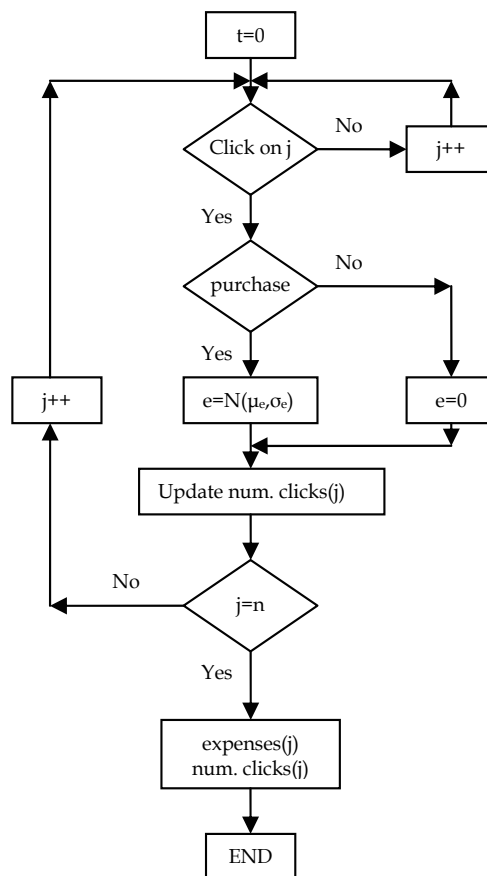 t=0
Click on j
No
j++
Yes
purchase
No
Yes
j++
e=N(μₑ,σₑ)
e=0
Update num. clicks(j)
No
j=n
Yes
expenses(j)
num. clicks(j)
END